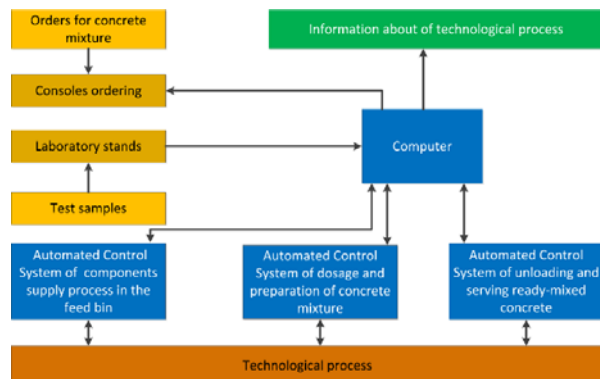 Orders for concrete
mixture
Information about of technological process
Consoles ordering
Laboratory stands
Computer
Test samples
Automated Control
System of components
supply process in the
feed bin
Automated Control
System of dosage and
preparation of concrete
mixture
Automated Control
System of unloading and
serving ready-mixed
concrete
Technological process